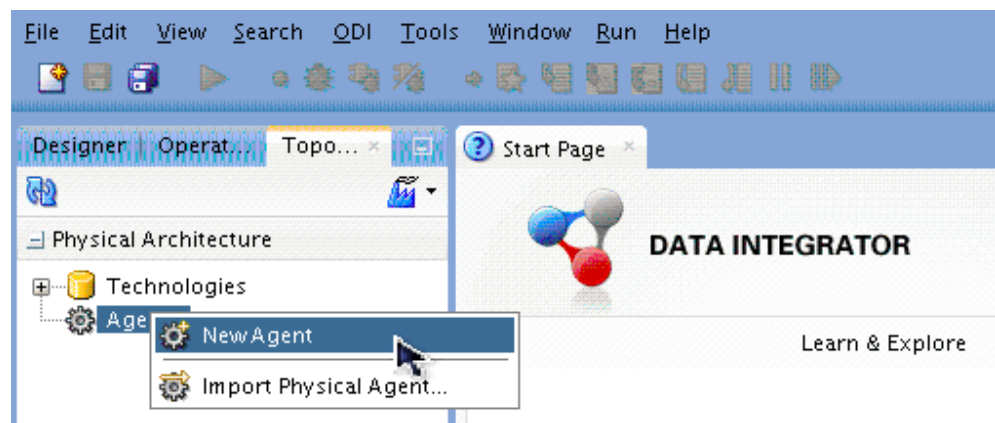 File Edit View Search ODI Tools Window Run Help
Designer Operat... Topo... Start Page
Physical Architecture
DATA INTEGRATOR
Technologies
Age
New Agent
Learn & Explore
Import Physical Agent...